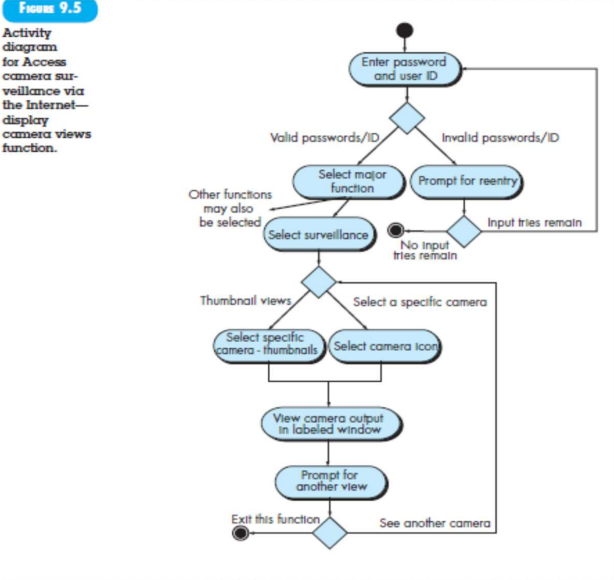 FIGURE 9.5
Activity
diagram
for Access
camera sur-
veillance via
the Internet—
display
camera views
function.
Enter password
and user ID
Valid passwords/ID
Invalid passwords/ID
Select major
function
Prompt for reentry
Other functions
may also
be selected
Input tries remain
Select surveillance
No input
tries remain
Thumbnail views
Select a specific camera
Select specific
camera - thumbnails
Select camera icon
View camera output
in labeled window
Prompt for
another view
Exit this function
See another camera